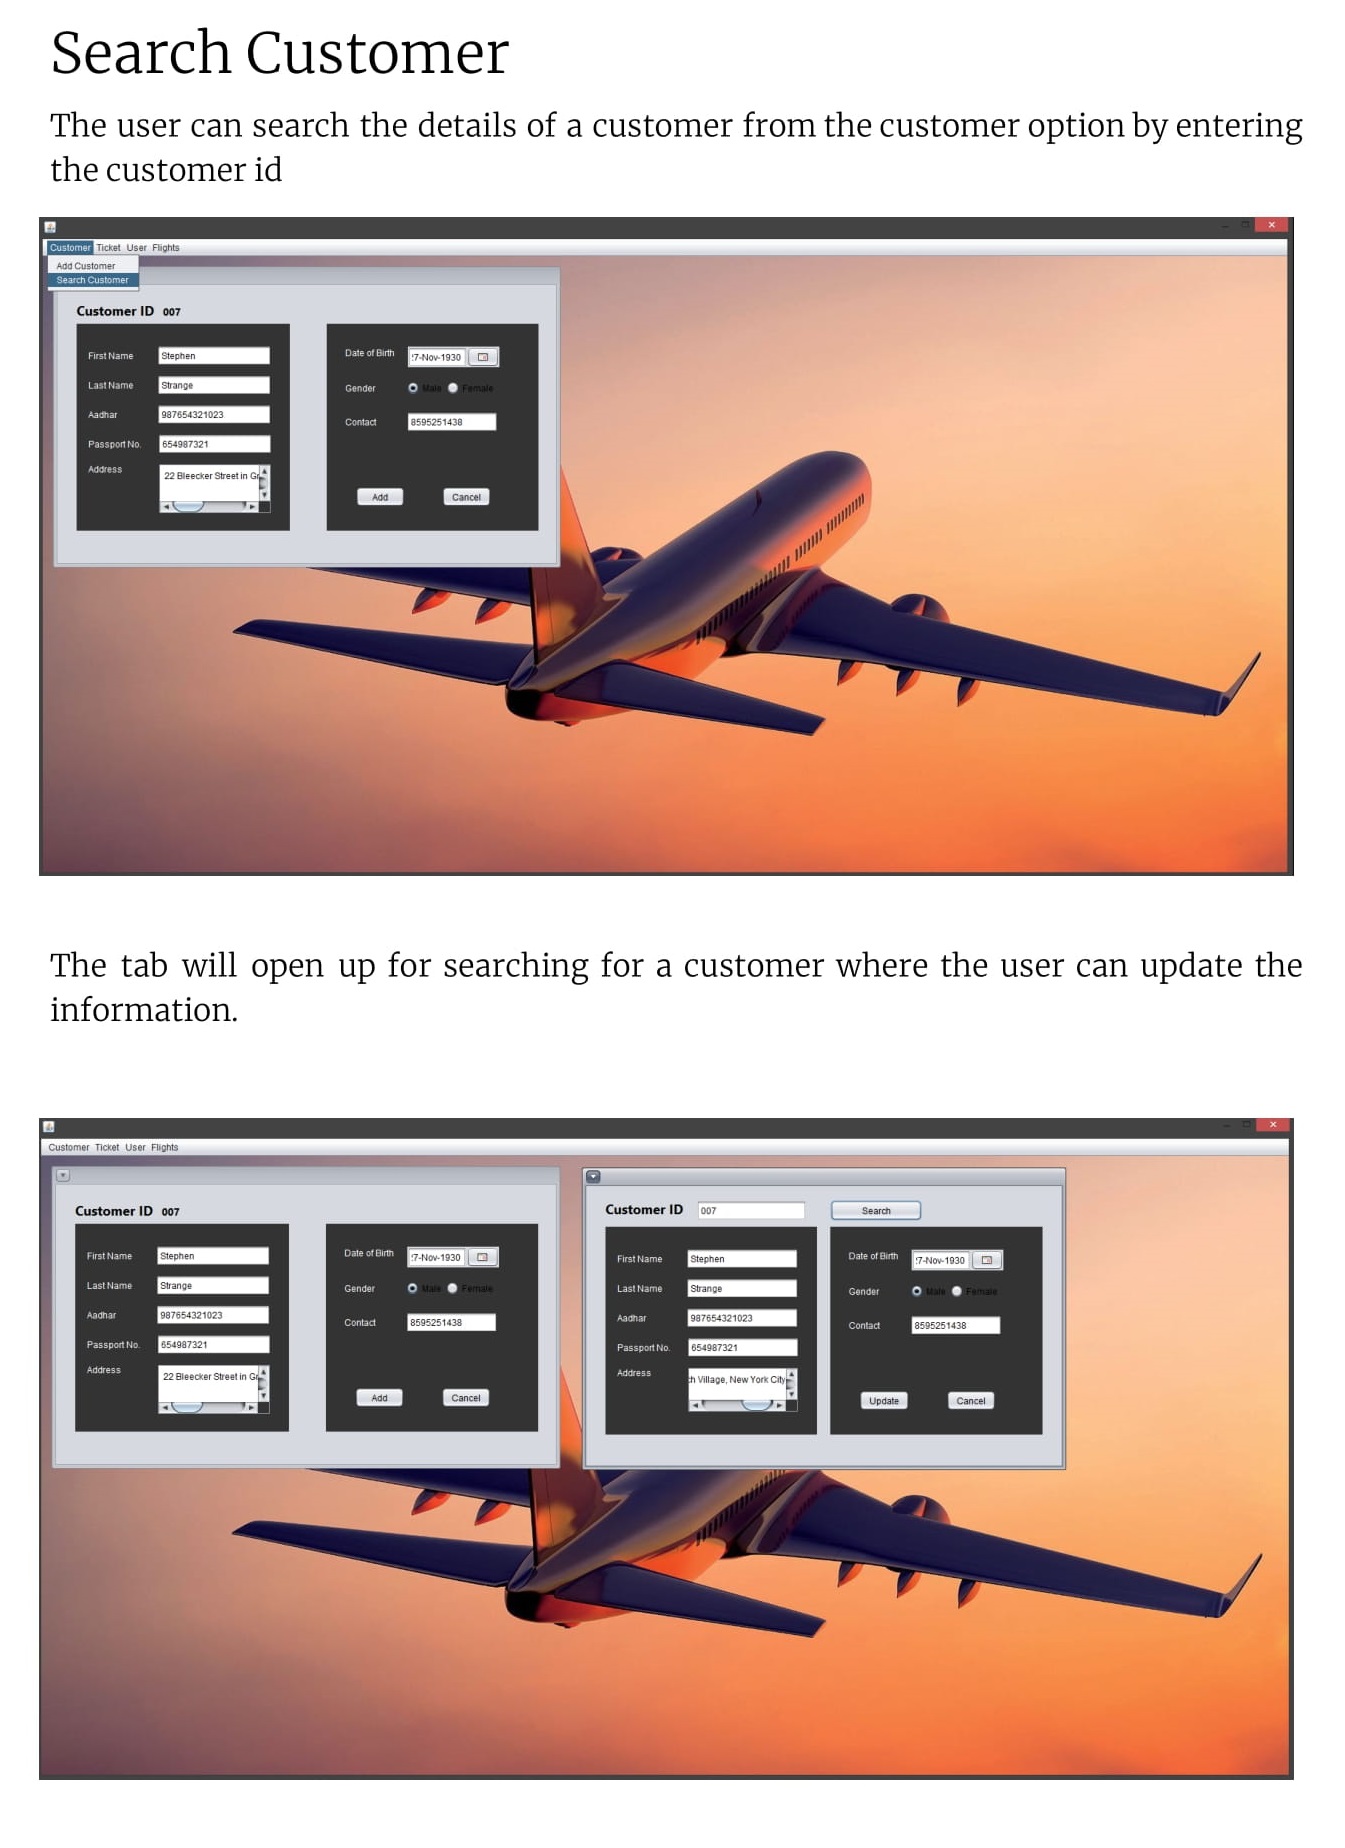 Search Customer
The user can search the details of a customer from the customer option by entering
the customer id
Customer Ticket User Flights
Add Customer
Search Customer
Customer ID 007
First Name Stephen
Last Name Strange
Aadhar 987654321023
Passport No. 654987321
Address 22 Bleecker Street in Gr
Date of Birth 7-Nov-1930
Gender Male Female
Contact 8595251438
Add Cancel
The tab will open up for searching for a customer where the user can update the
information.
Customer Ticket User Flights
Customer ID 007
First Name Stephen
Last Name Strange
Aadhar 987654321023
Passport No. 654987321
Address 22 Bleecker Street in Gr
Date of Birth 7-Nov-1930
Gender Male Female
Contact 8595251438
Add Cancel
Customer ID 007 Search
First Name Stephen
Last Name Strange
Aadhar 987654321023
Passport No. 654987321
Address h Village, New York City
Date of Birth 7-Nov-1930
Gender Male Female
Contact 8595251438
Update Cancel